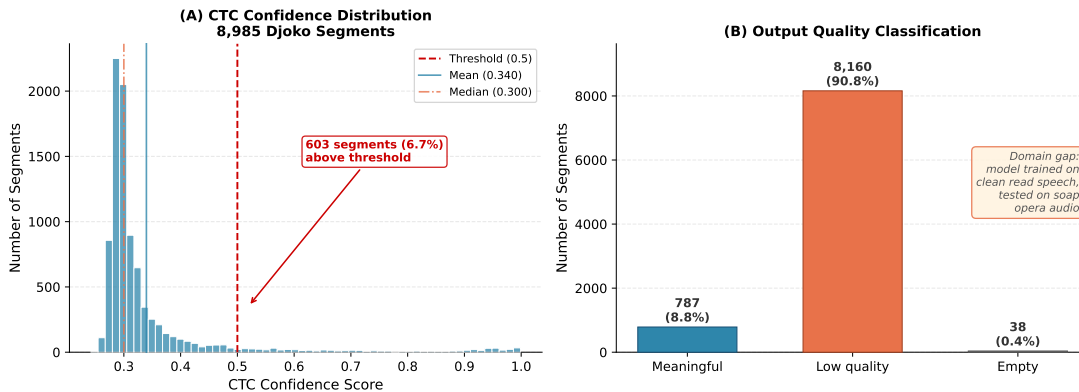 (A) CTC Confidence Distribution
8,985 Djoko Segments
Number of Segments
2000
1500
1000
500
0
0.3 0.4 0.5 0.6 0.7 0.8 0.9 1.0
CTC Confidence Score
Threshold (0.5)
Mean (0.340)
Median (0.300)
603 segments (6.7%)
above threshold
(B) Output Quality Classification
Number of Segments
8000
6000
4000
2000
0
787
(8.8%)
8,160
(90.8%)
38
(0.4%)
Domain gap:
model trained on
clean read speech,
tested on soap
opera audio
Meaningful Low quality Empty